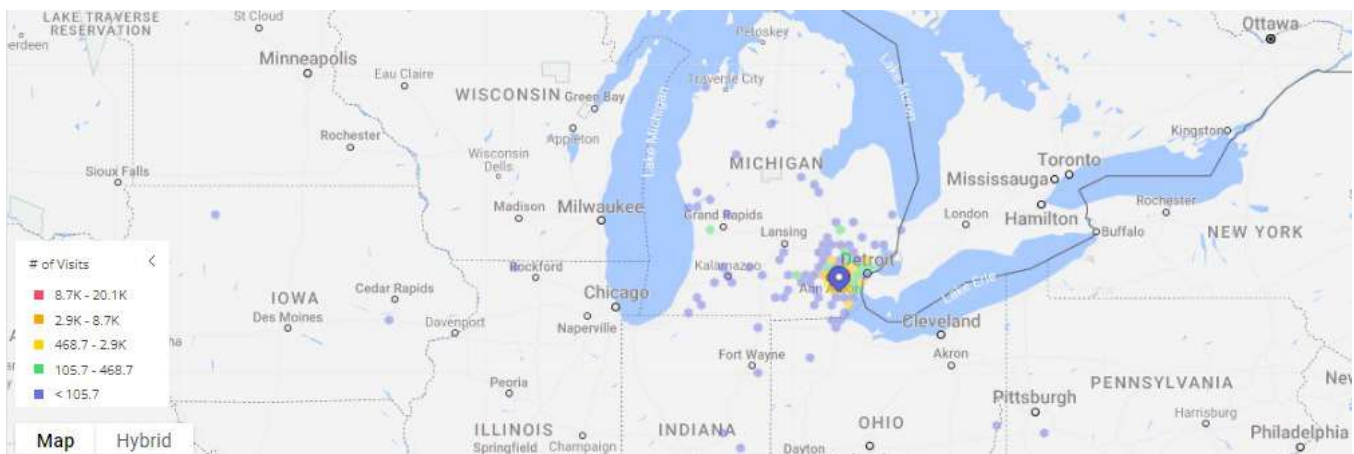 LAKE TRAVERSE
RESERVATION
St Cloud
Minneapolis
Eau Claire
WISCONSIN
Green Bay
Appleton
Rochester
Wisconsin
Dells
Sioux Falls
Madison
Milwaukee
Lake Michigan
Petoskey
Traverse City
Lake Huron
MICHIGAN
Grand Rapids
Lansing
Kalamazoo
Detroit
Ann Arbor
Ottawa
Kingston
Toronto
Mississauga
Hamilton
London
Rochester
Buffalo
NEW YORK
Lake Erie
Rockford
Chicago
Naperville
Cedar Rapids
IOWA
Des Moines
Davenport
Cleveland
Akron
Fort Wayne
Peoria
ILLINOIS
Springfield
Champaign
INDIANA
OHIO
Dayton
Pittsburgh
PENNSYLVANIA
Harrisburg
Philadelphia
# of Visits
8.7K - 20.1K
2.9K - 8.7K
468.7 - 2.9K
105.7 - 468.7
< 105.7
Map Hybrid